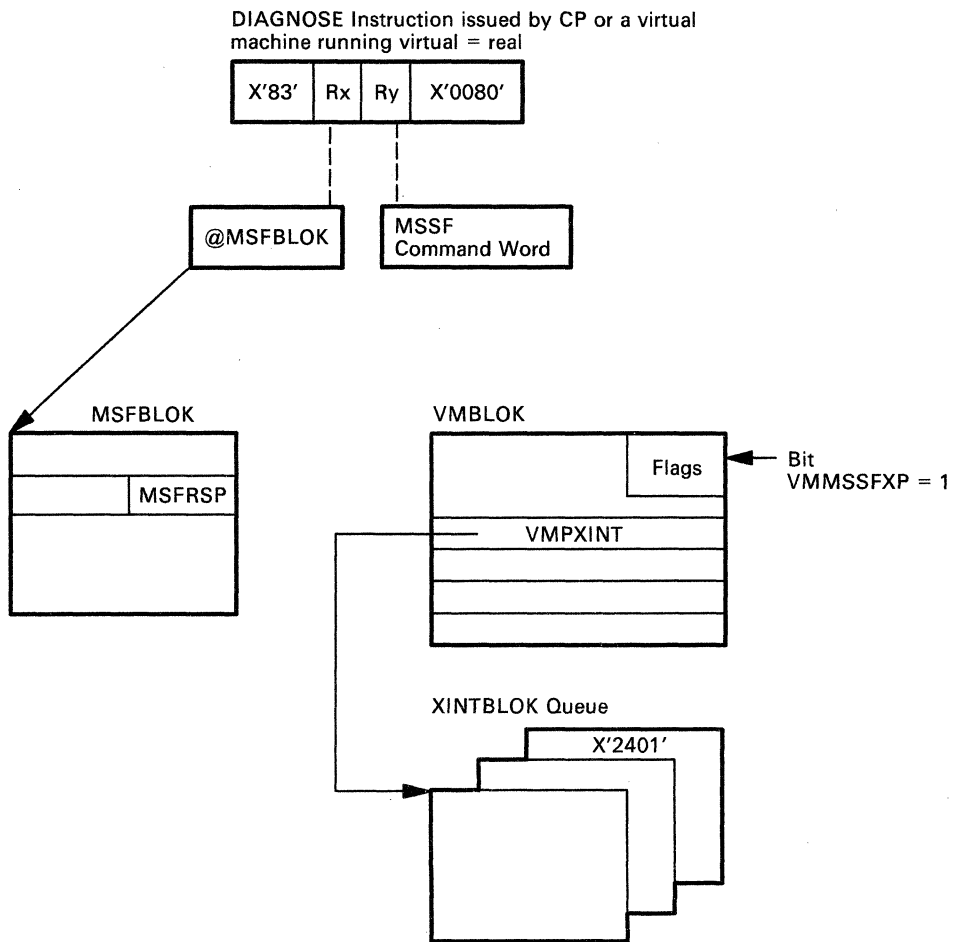 DIAGNOSE Instruction issued by CP or a virtual
machine running virtual = real
X'83' Rx Ry X'0080'
@MSFBLOK
MSSF
Command Word
MSFBLOK
MSFRSP
VMBLOK
Flags
Bit
VMMSSFXP = 1
VMPXINT
XINTBLOK Queue
X'2401'